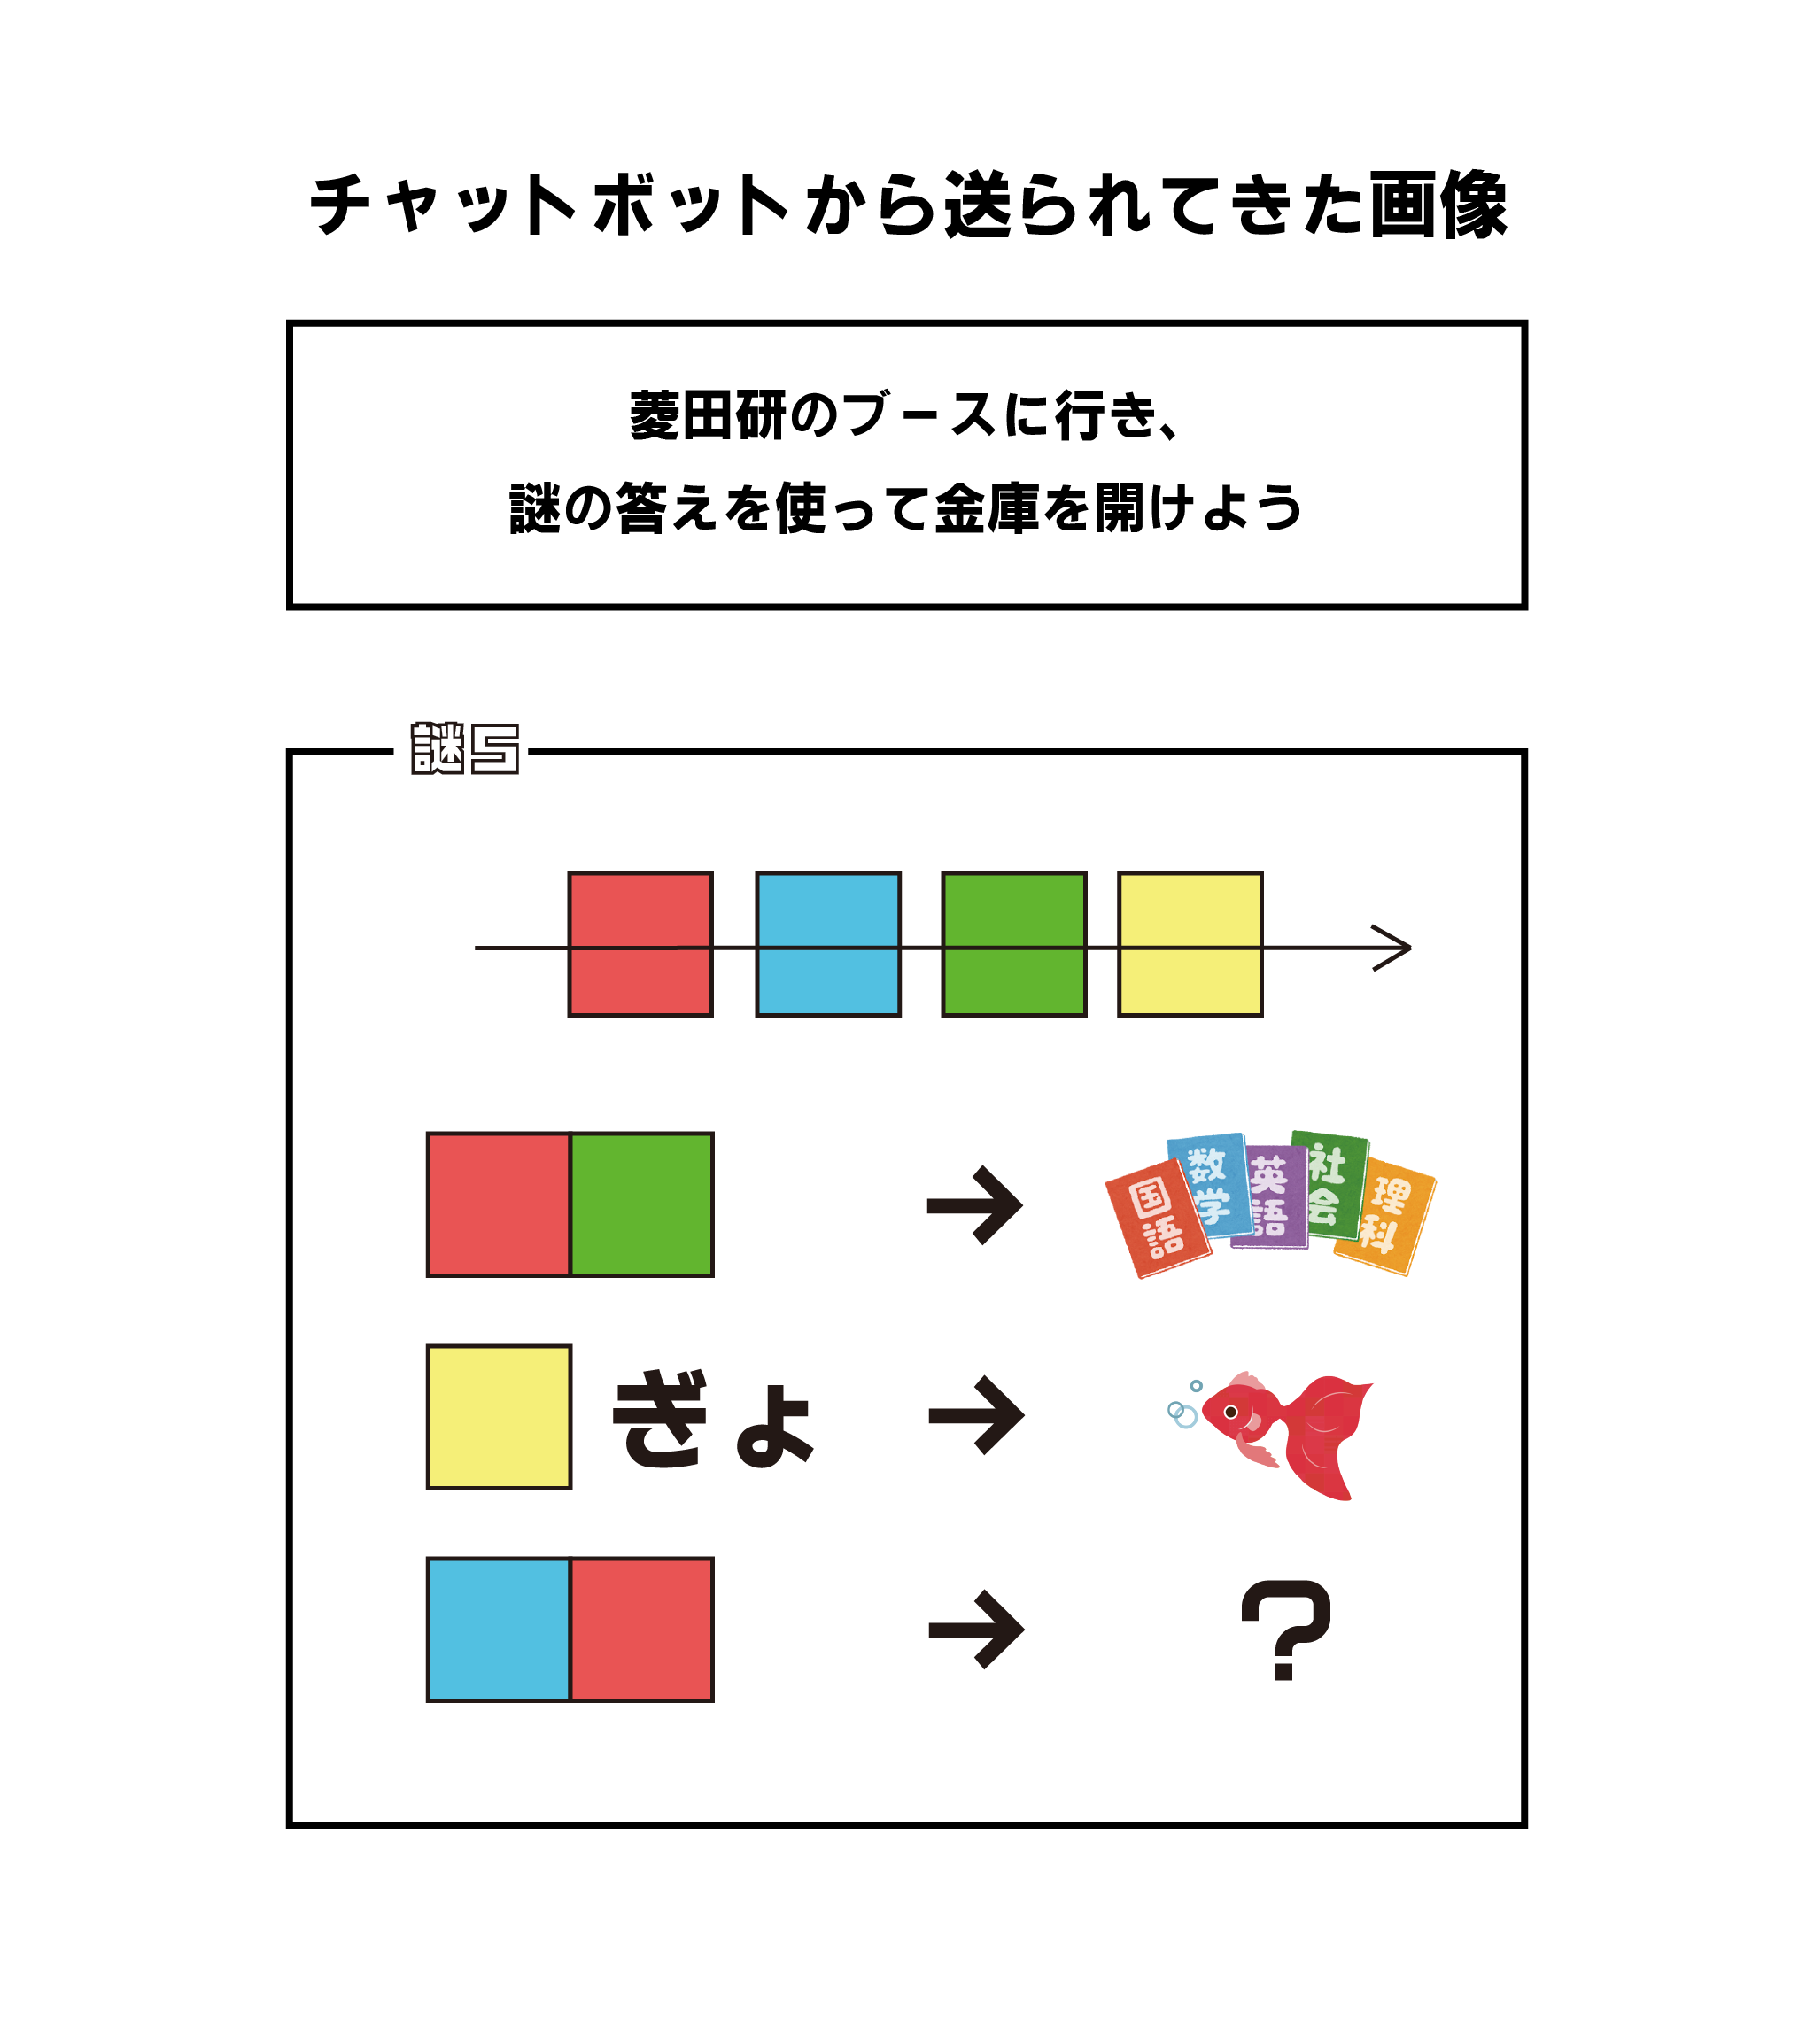 チャットボットから送られてきた画像
菱田研のブースに行き、
謎の答えを使って金庫を開けよう
謎5
国語
数学
英語
社会
理科
ぎょ
?